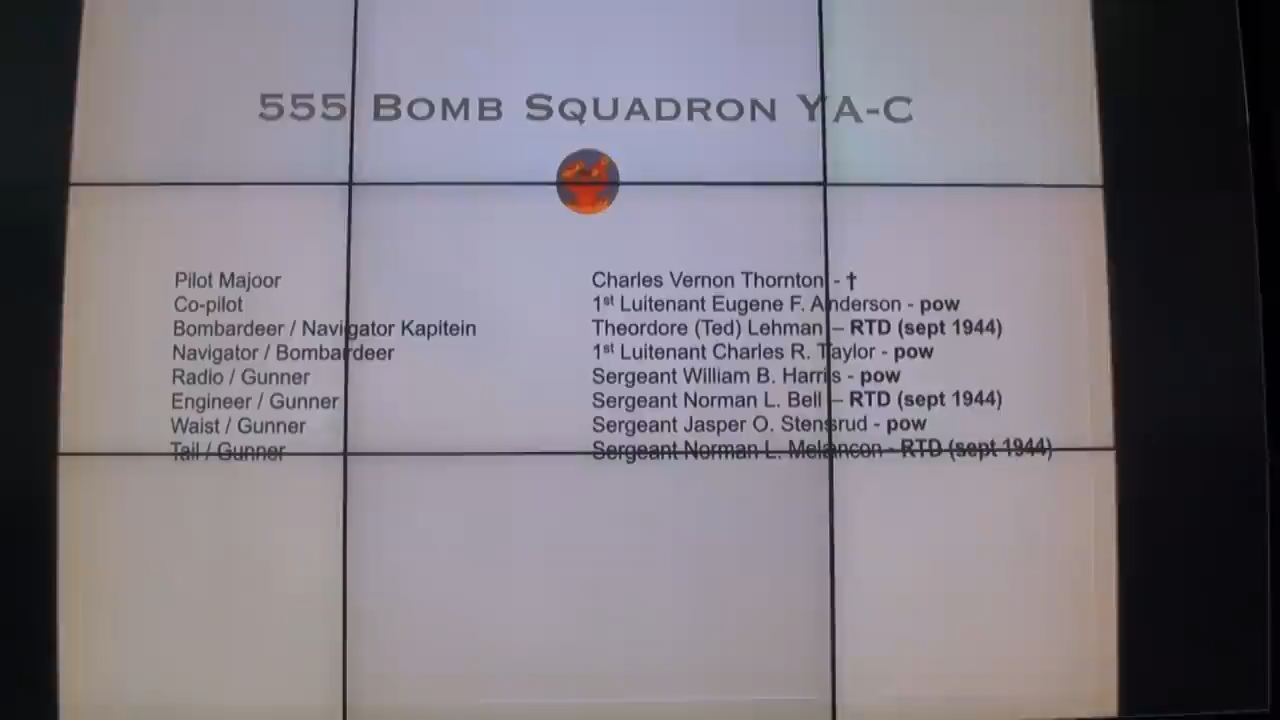 555 Bomb Squadron YA-C
Pilot Majoor Charles Vernon Thornton - †
Co-pilot 1st Luitenant Eugene F. Anderson - pow
Bombardeer / Navigator Kapitein Theordore (Ted) Lehman – RTD (sept 1944)
Navigator / Bombardeer 1st Luitenant Charles R. Taylor - pow
Radio / Gunner Sergeant William B. Harris - pow
Engineer / Gunner Sergeant Norman L. Bell – RTD (sept 1944)
Waist / Gunner Sergeant Jasper O. Stensrud - pow
Tail / Gunner Sergeant Norman L. Melancon - RTD (sept 1944)